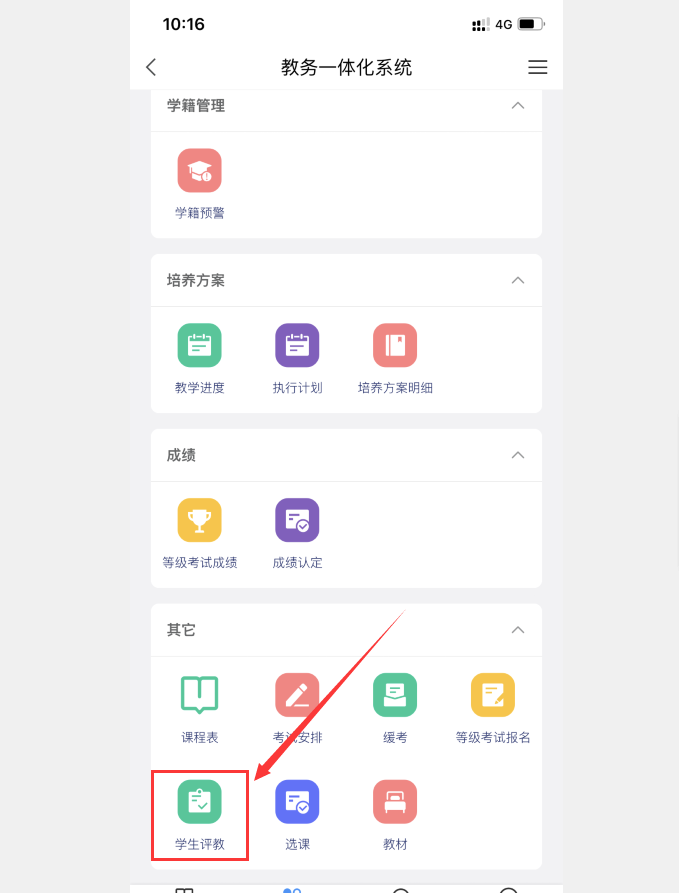 10:16 4G
教务一体化系统
学籍管理
学籍预警
培养方案
教学进度 执行计划 培养方案明细
成绩
等级考试成绩 成绩认定
其它
课程表 考试安排 缓考 等级考试报名
学生评教 选课 教材